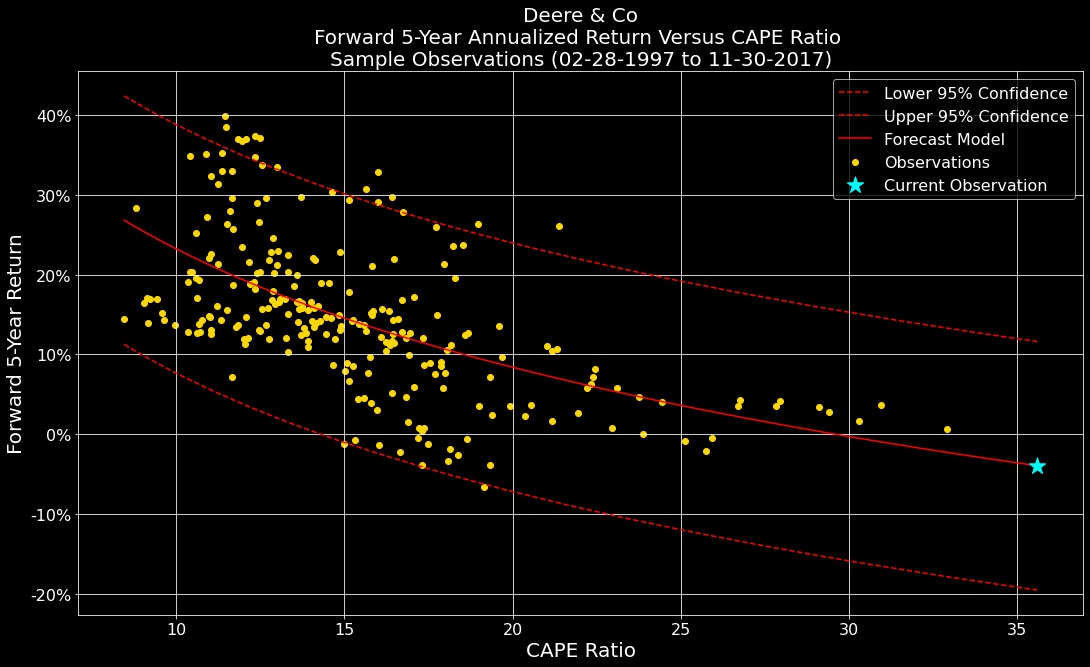 Deere & Co
Forward 5-Year Annualized Return Versus CAPE Ratio
Sample Observations (02-28-1997 to 11-30-2017)
Lower 95% Confidence
Upper 95% Confidence
Forecast Model
Observations
Current Observation
Forward 5-Year Return
40%
30%
20%
10%
0%
-10%
-20%
10 15 20 25 30 35
CAPE Ratio